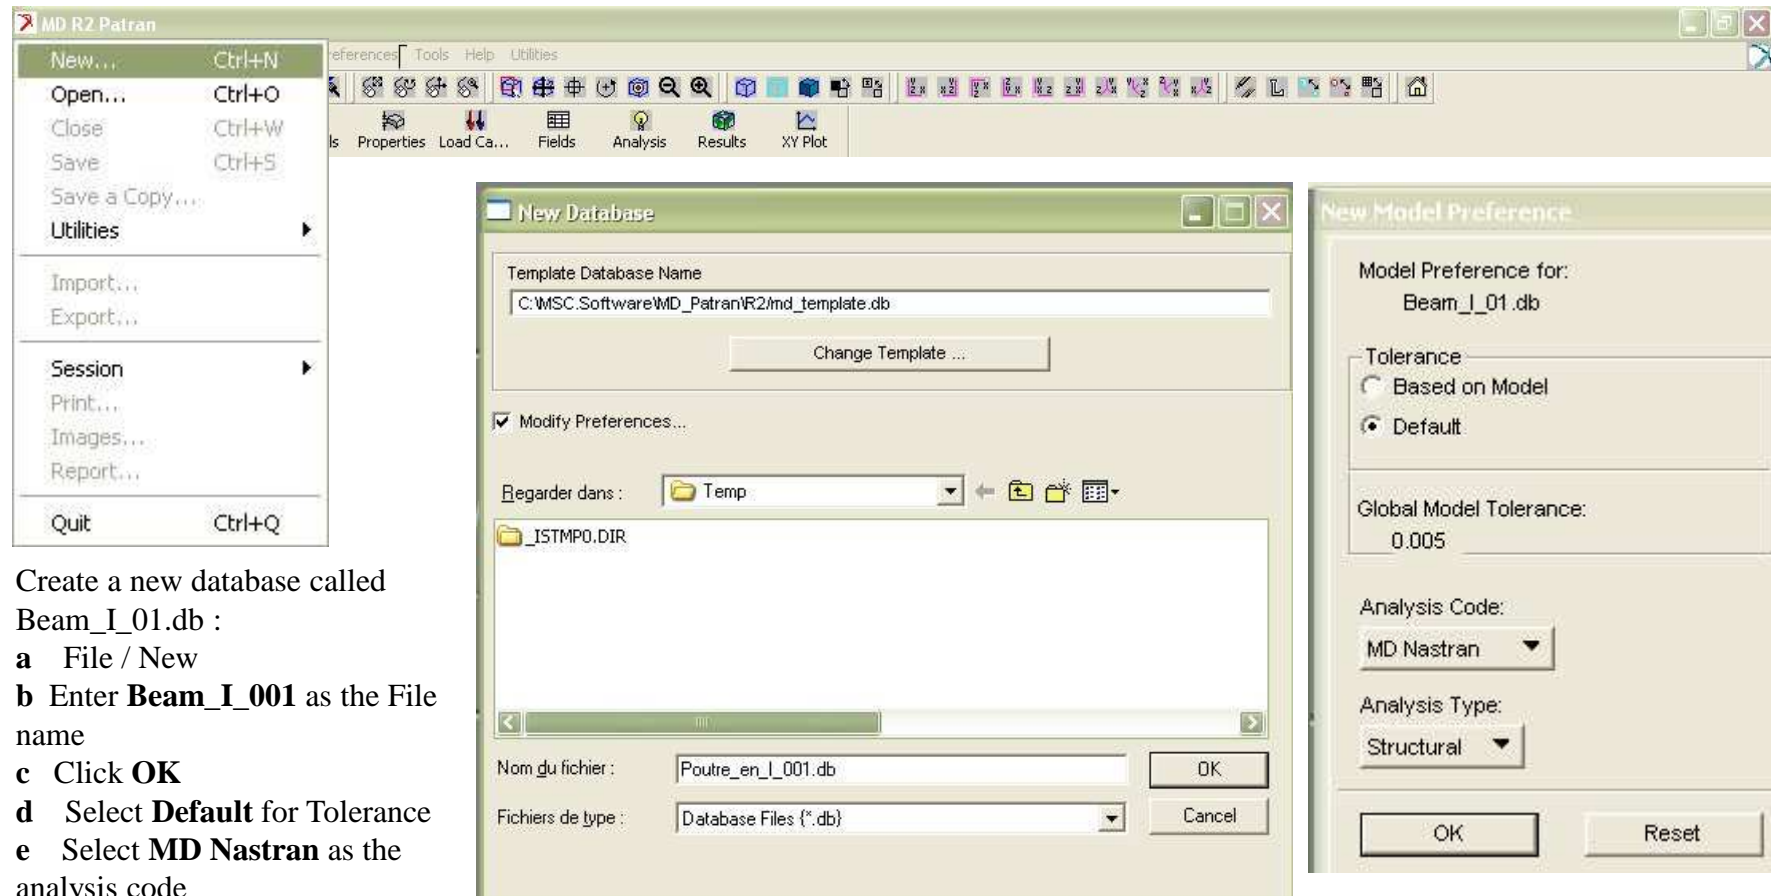 MD R2 Patran
New... Ctrl+N
Open... Ctrl+O
Close Ctrl+W
Save Ctrl+S
Save a Copy...
Utilities
Import...
Export...
Session
Print...
Images...
Report...
Quit Ctrl+Q
eferences Tools Help Utilities
ls Properties Load Ca... Fields Analysis Results XY Plot
Create a new database called
Beam_I_01.db :
a File / New
b Enter Beam_I_001 as the File
name
c Click OK
d Select Default for Tolerance
e Select MD Nastran as the
analysis code
New Database
Template Database Name
C:\MSC.Software\MD_Patran\R2/md_template.db
Change Template ...
Modify Preferences...
Regarder dans : Temp
_ISTMP0.DIR
Nom du fichier : Poutre_en_I_001.db OK
Fichiers de type : Database Files {*.db} Cancel
New Model Preference
Model Preference for:
Beam_I_01.db
Tolerance
Based on Model
Default
Global Model Tolerance:
0.005
Analysis Code:
MD Nastran
Analysis Type:
Structural
OK Reset